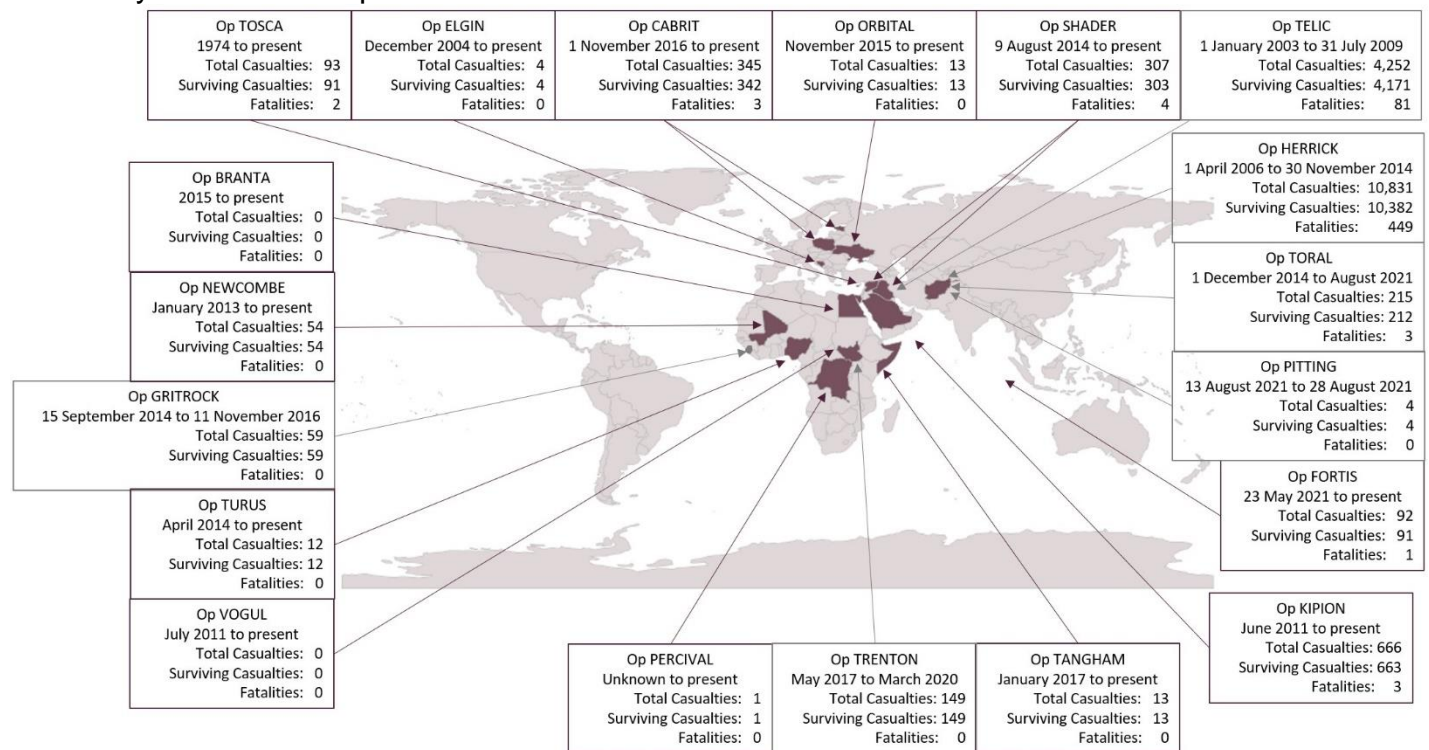 Op TOSCA
1974 to present
Total Casualties: 93
Surviving Casualties: 91
Fatalities: 2
Op ELGIN
December 2004 to present
Total Casualties: 4
Surviving Casualties: 4
Fatalities: 0
Op CABRIT
1 November 2016 to present
Total Casualties: 345
Surviving Casualties: 342
Fatalities: 3
Op ORBITAL
November 2015 to present
Total Casualties: 13
Surviving Casualties: 13
Fatalities: 0
Op SHADER
9 August 2014 to present
Total Casualties: 307
Surviving Casualties: 303
Fatalities: 4
Op TELIC
1 January 2003 to 31 July 2009
Total Casualties: 4,252
Surviving Casualties: 4,171
Fatalities: 81
Op HERRICK
1 April 2006 to 30 November 2014
Total Casualties: 10,831
Surviving Casualties: 10,382
Fatalities: 449
Op BRANTA
2015 to present
Total Casualties: 0
Surviving Casualties: 0
Fatalities: 0
Op TORAL
1 December 2014 to August 2021
Total Casualties: 215
Surviving Casualties: 212
Fatalities: 3
Op NEWCOMBE
January 2013 to present
Total Casualties: 54
Surviving Casualties: 54
Fatalities: 0
Op PITTING
13 August 2021 to 28 August 2021
Total Casualties: 4
Surviving Casualties: 4
Fatalities: 0
Op GRITROCK
15 September 2014 to 11 November 2016
Total Casualties: 59
Surviving Casualties: 59
Fatalities: 0
Op FORTIS
23 May 2021 to present
Total Casualties: 92
Surviving Casualties: 91
Fatalities: 1
Op TURUS
April 2014 to present
Total Casualties: 12
Surviving Casualties: 12
Fatalities: 0
Op VOGUL
July 2011 to present
Total Casualties: 0
Surviving Casualties: 0
Fatalities: 0
Op KIPION
June 2011 to present
Total Casualties: 666
Surviving Casualties: 663
Fatalities: 3
Op PERCIVAL
Unknown to present
Total Casualties: 1
Surviving Casualties: 1
Fatalities: 0
Op TRENTON
May 2017 to March 2020
Total Casualties: 149
Surviving Casualties: 149
Fatalities: 0
Op TANGHAM
January 2017 to present
Total Casualties: 13
Surviving Casualties: 13
Fatalities: 0